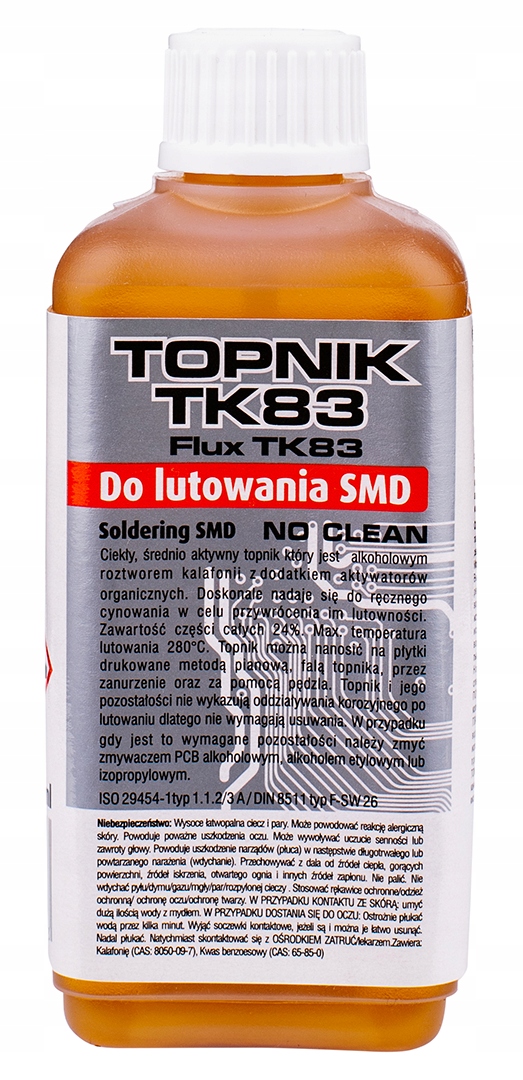 TOPNIK
TK83
Flux TK83
Do lutowania SMD
Soldering SMD NO CLEAN
Ciekły, średnio aktywny topnik który jest alkoholowym
roztworem kalafonii z dodatkiem aktywatorów
organicznych. Doskonale nadaje się do ręcznego
cynowania w celu przywrócenia im lutowności.
Zawartość części całych 24%. Max. temperatura
lutowania 280°C. Topnik można nanosić na płytki
drukowane metodą pianową, falą topnika, przez
zanurzenie oraz za pomocą pędzla. Topnik i jego
pozostałości nie wykazują oddziaływania korozyjnego po
lutowaniu dlatego nie wymagają usuwania. W przypadku
gdy jest to wymagane pozostałości należy zmyć
zmywaczem PCB alkoholowym, alkoholem etylowym lub
izopropylowym.
ISO 29454-1typ 1.1.2/3 A / DIN 8511 typ F-SW 26
Niebezpieczeństwo: Wysoce łatwopalna ciecz i pary. Może powodować reakcję alergiczną
skóry. Powoduje poważne uszkodzenia oczu. Może wywoływać uczucie senności lub
zawroty głowy. Powoduje uszkodzenie narządów (płuca) w następstwie długotrwałego lub
powtarzanego narażenia (wdychanie). Przechowywać z dala od źródeł ciepła, gorących
powierzchni, źródeł iskrzenia, otwartego ognia i innych źródeł zapłonu. Nie palić. Nie
wdychać pyłu/dymu/gazu/mgły/par/rozpylonej cieczy . Stosować rękawice ochronne/odzież
ochronną/ ochronę oczu/ochronę twarzy. W PRZYPADKU KONTAKTU ZE SKÓRĄ: umyć
dużą ilością wody z mydłem. W PRZYPADKU DOSTANIA SIĘ DO OCZU: Ostrożnie płukać
wodą przez kilka minut. Wyjąć soczewki kontaktowe, jeżeli są i można je łatwo usunąć.
Nadal płukać. Natychmiast skontaktować się z OŚRODKIEM ZATRUĆ/lekarzem.Zawiera:
Kalafonię (CAS: 8050-09-7), Kwas benzoesowy (CAS: 65-85-0)